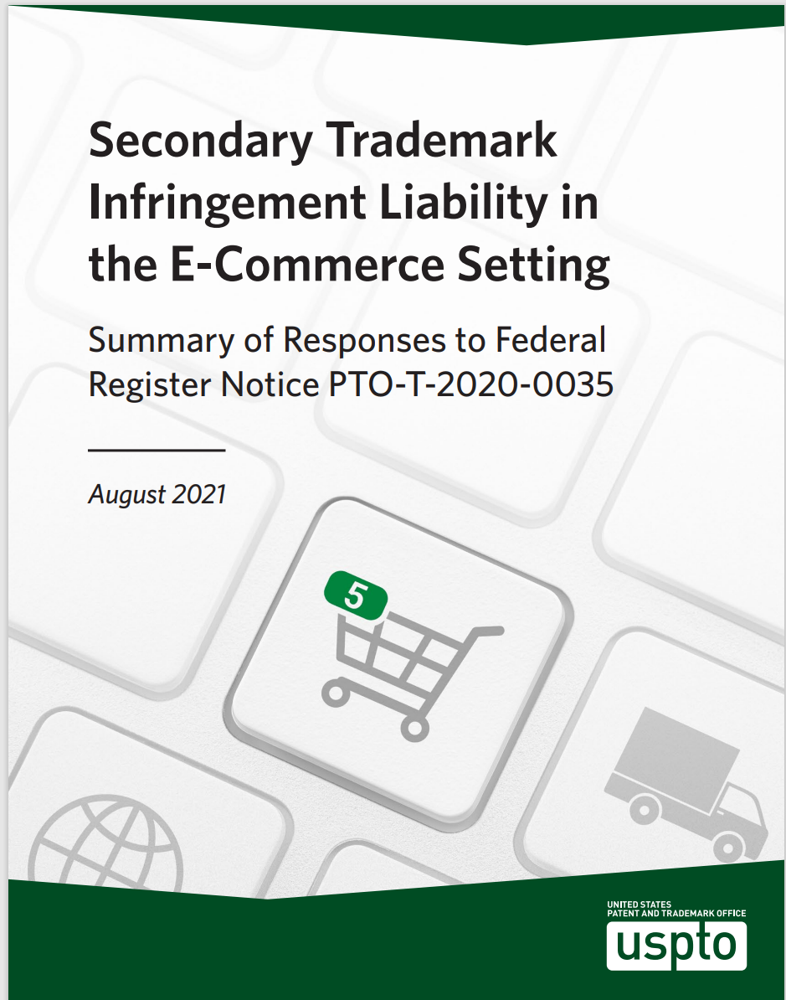 Secondary Trademark
Infringement Liability in
the E-Commerce Setting
Summary of Responses to Federal
Register Notice PTO-T-2020-0035
August 2021
5
UNITED STATES
PATENT AND TRADEMARK OFFICE
uspto